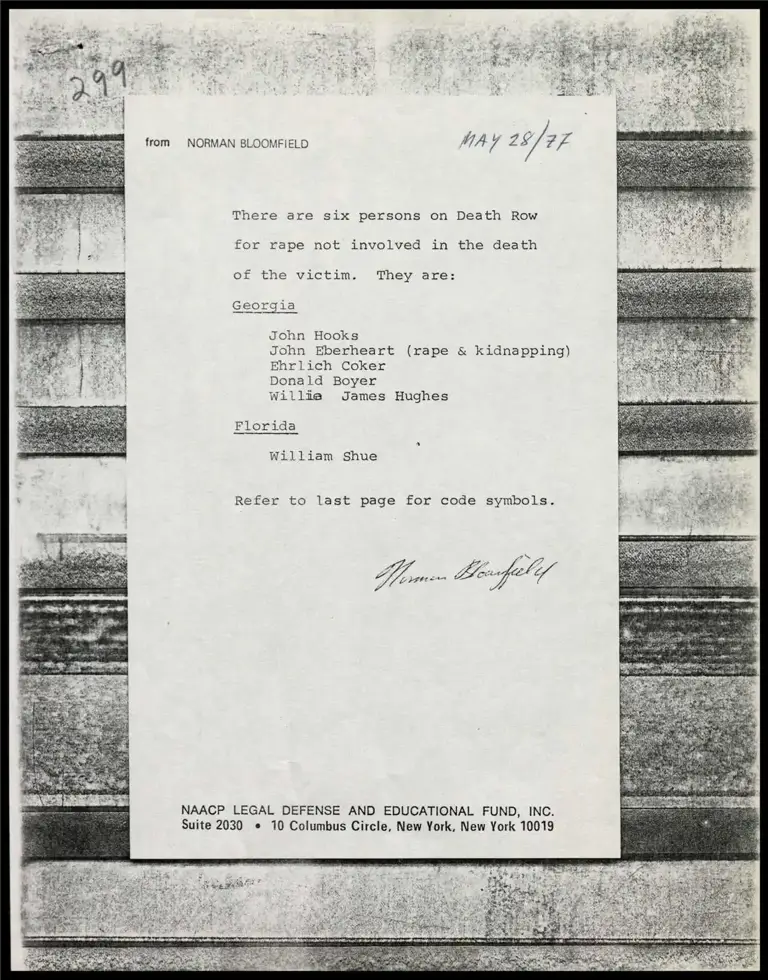 299
from NORMAN BLOOMFIELD
MAY 28/77
There are six persons on Death Row
for rape not involved in the death
of the victim. They are:
Georgia
John Hooks
John Eberheart (rape & kidnapping)
Ehrlich Coker
Donald Boyer
Willie James Hughes
Florida
William Shue
Refer to last page for code symbols.
Norman Bloomfield
NAACP LEGAL DEFENSE AND EDUCATIONAL FUND, INC.
Suite 2030 • 10 Columbus Circle, New York, New York 10019